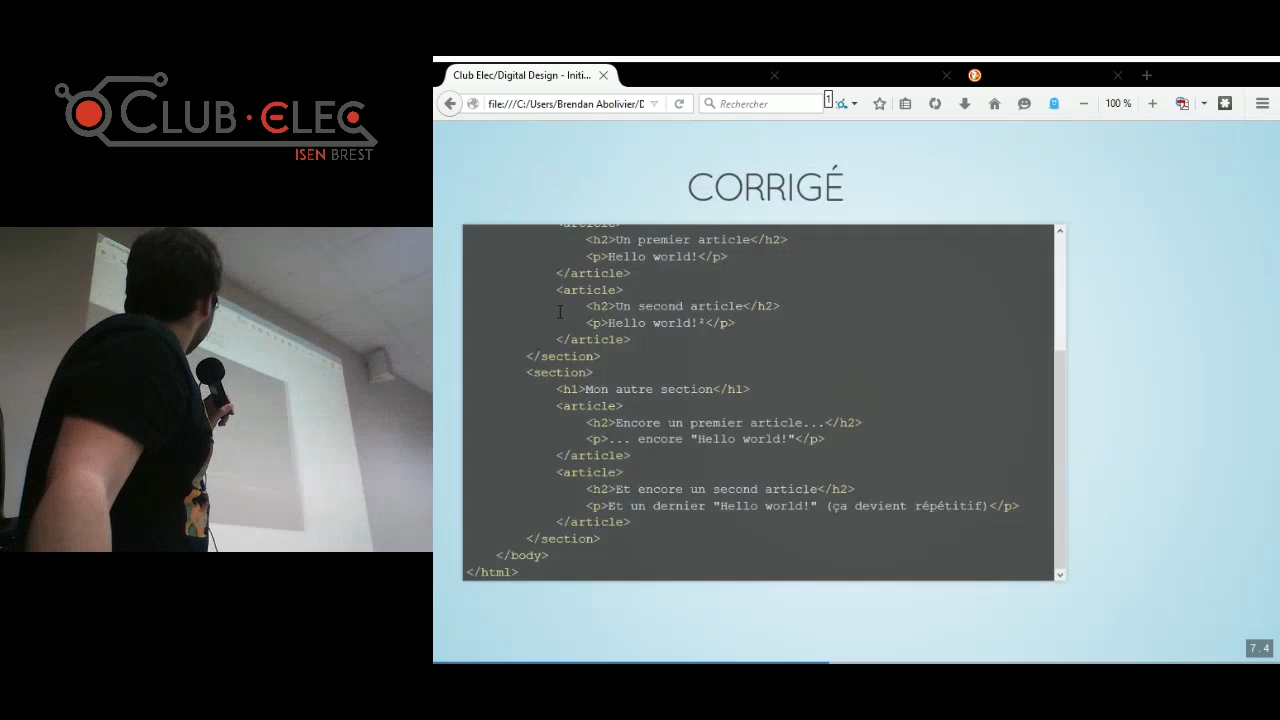 CLUB·ELEC
ISEN BREST
Club Elec/Digital Design - Initi...
file:///C:/Users/Brendan Abolivier/D
Rechercher
1
100 %
CORRIGÉ
<article>
<h2>Un premier article</h2>
<p>Hello world!</p>
</article>
<article>
<h2>Un second article</h2>
<p>Hello world!²</p>
</article>
</section>
<section>
<h1>Mon autre section</h1>
<article>
<h2>Encore un premier article...</h2>
<p>... encore "Hello world!"</p>
</article>
<article>
<h2>Et encore un second article</h2>
<p>Et un dernier "Hello world!" (ça devient répétitif)</p>
</article>
</section>
</body>
</html>
7.4